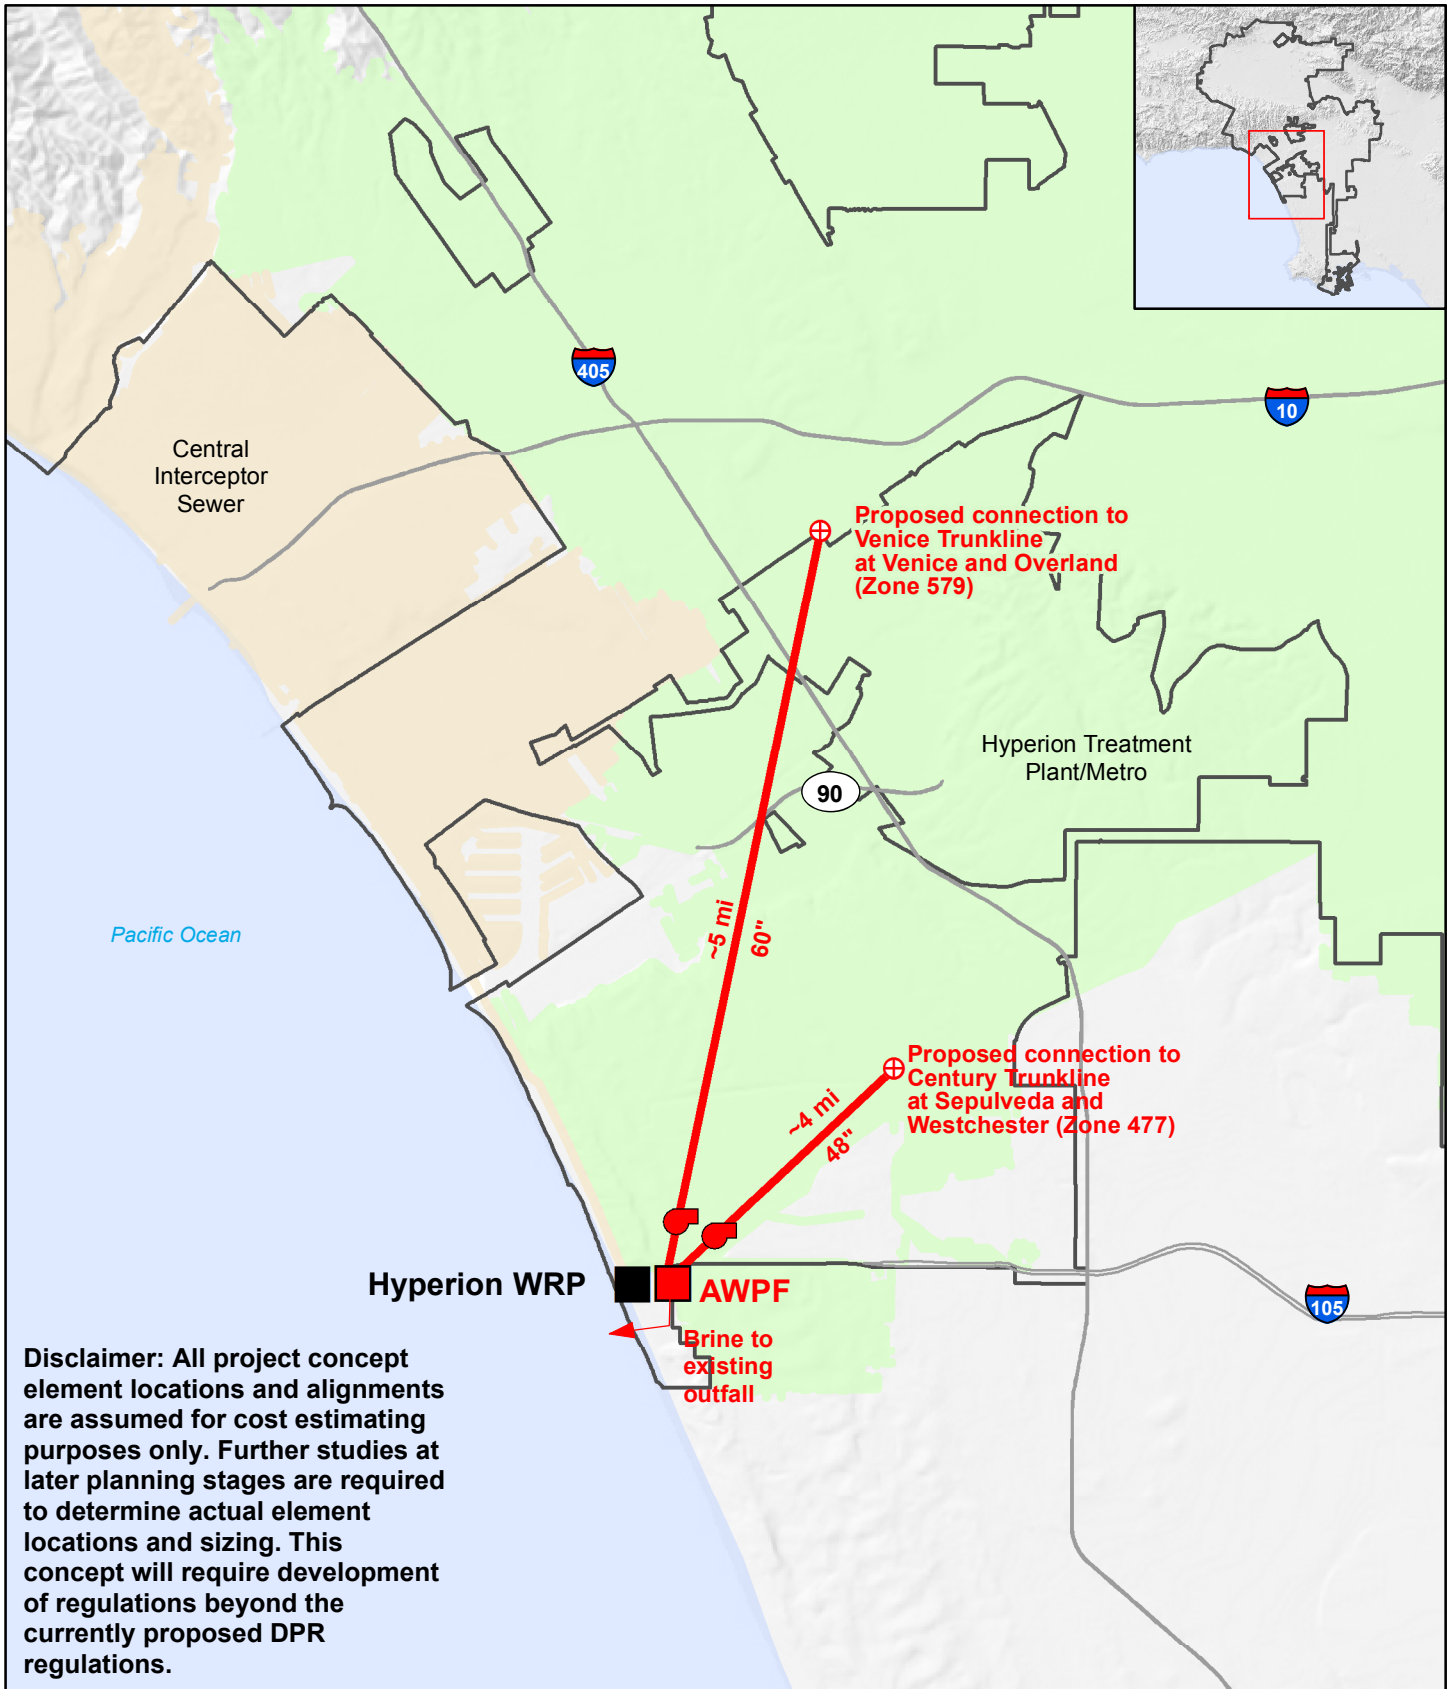 405
10
Central
Interceptor
Sewer
Proposed connection to
Venice Trunkline
at Venice and Overland
(Zone 579)
Hyperion Treatment
Plant/Metro
90
~5 mi
60"
Pacific Ocean
Proposed connection to
Century Trunkline
at Sepulveda and
Westchester (Zone 477)
~4 mi
48"
Hyperion WRP
AWPF
105
Brine to
existing
outfall
Disclaimer: All project concept
element locations and alignments
are assumed for cost estimating
purposes only. Further studies at
later planning stages are required
to determine actual element
locations and sizing. This
concept will require development
of regulations beyond the
currently proposed DPR
regulations.